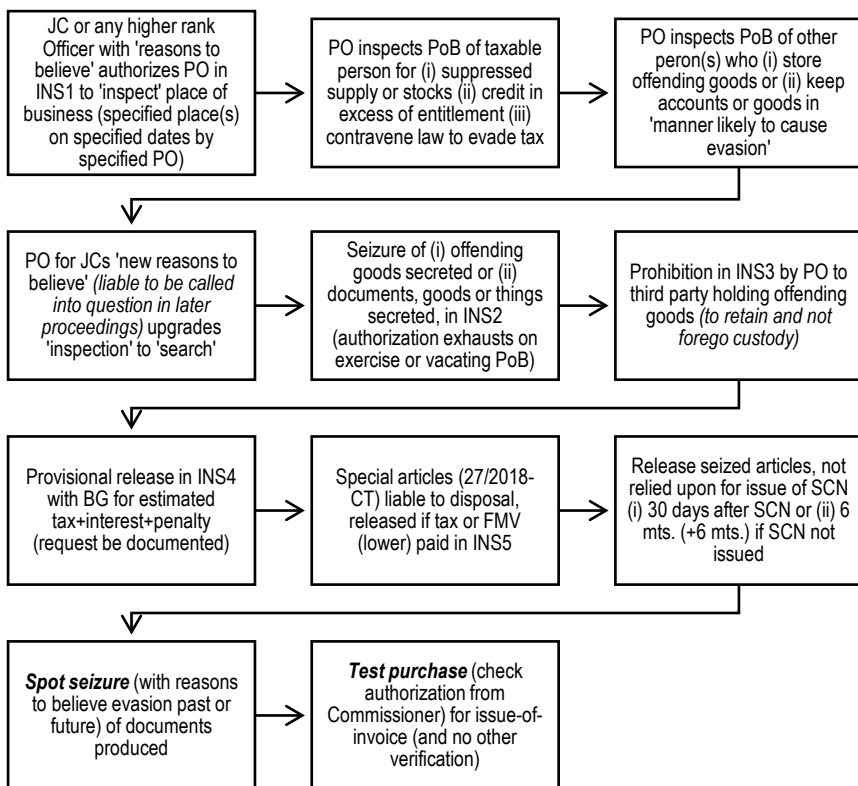 JC or any higher rank
Officer with 'reasons to
believe' authorizes PO in
INS1 to 'inspect' place of
business (specified place(s)
on specified dates by
specified PO)
PO inspects PoB of taxable
person for (i) suppressed
supply or stocks (ii) credit in
excess of entitlement (iii)
contravene law to evade tax
PO inspects PoB of other
peron(s) who (i) store
offending goods or (ii) keep
accounts or goods in
'manner likely to cause
evasion'
PO for JCs 'new reasons to
believe' (liable to be called
into question in later
proceedings) upgrades
'inspection' to 'search'
Seizure of (i) offending
goods secreted or (ii)
documents, goods or things
secreted, in INS2
(authorization exhausts on
exercise or vacating PoB)
Prohibition in INS3 by PO to
third party holding offending
goods (to retain and not
forego custody)
Provisional release in INS4
with BG for estimated
tax+interest+penalty
(request be documented)
Special articles (27/2018-
CT) liable to disposal,
released if tax or FMV
(lower) paid in INS5
Release seized articles, not
relied upon for issue of SCN
(i) 30 days after SCN or (ii) 6
mts. (+6 mts.) if SCN not
issued
Spot seizure (with reasons
to believe evasion past or
future) of documents
produced
Test purchase (check
authorization from
Commissioner) for issue-of-
invoice (and no other
verification)